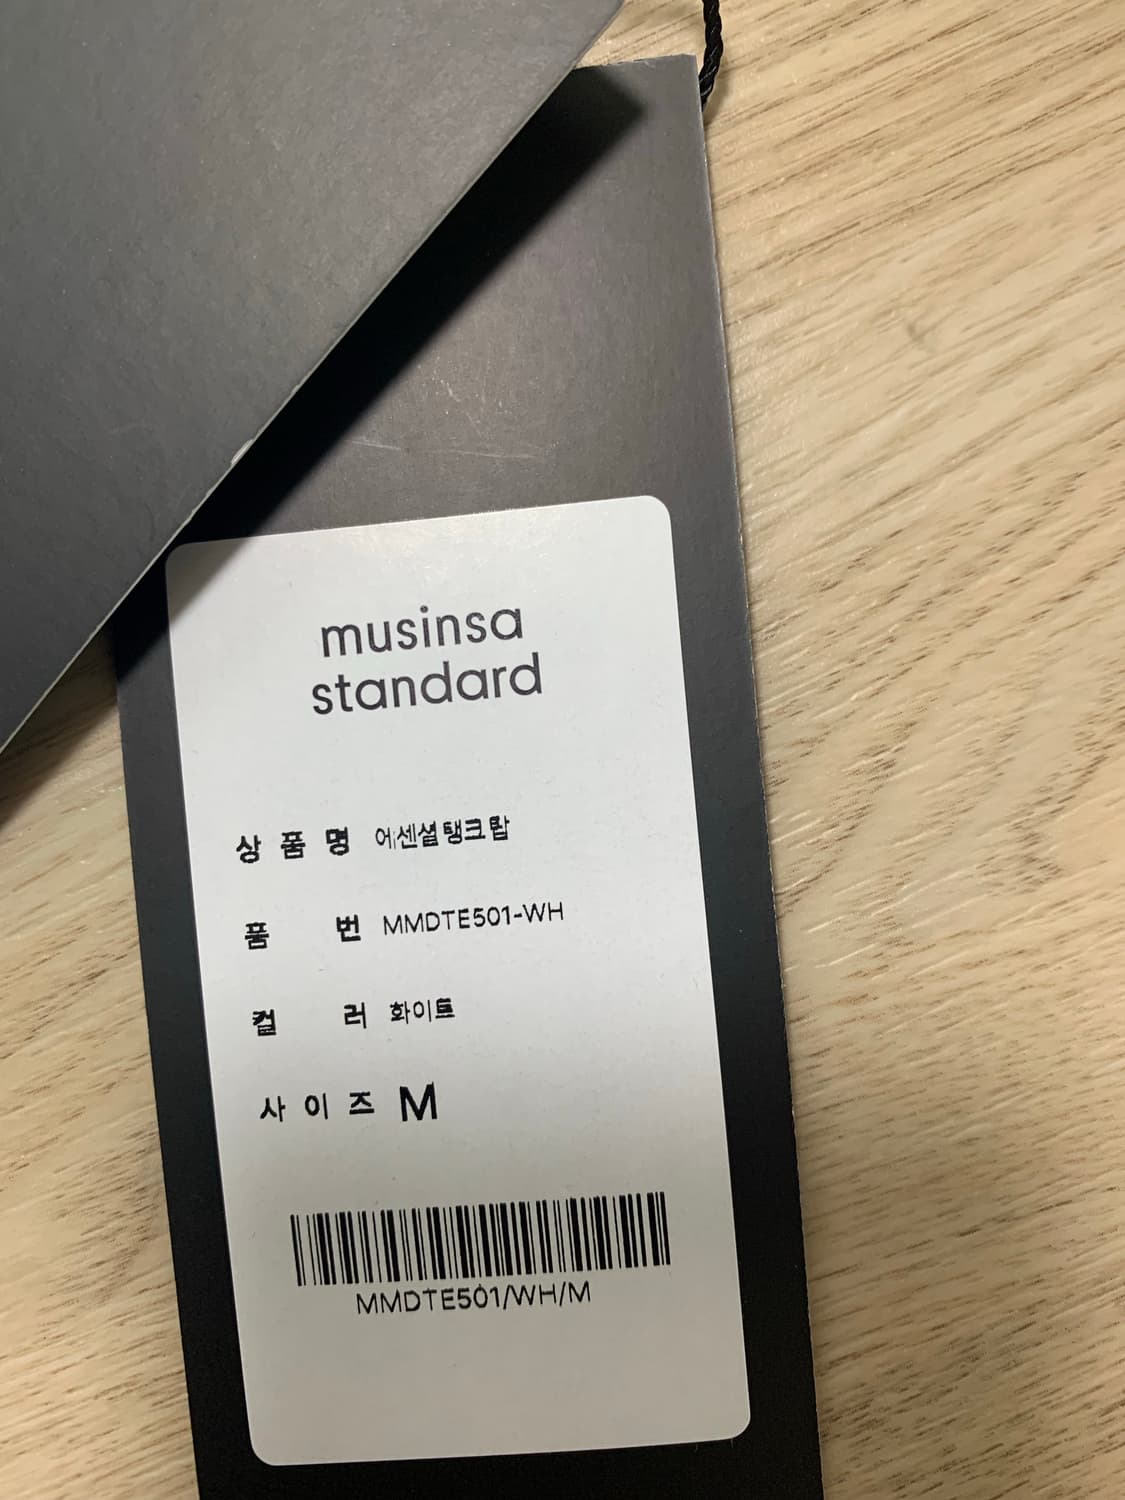 musinsa
standard
상품명 에센셜탱크탑
품번 MMDTE501-WH
컬러 화이트
사이즈 M
MMDTE501/WH/M